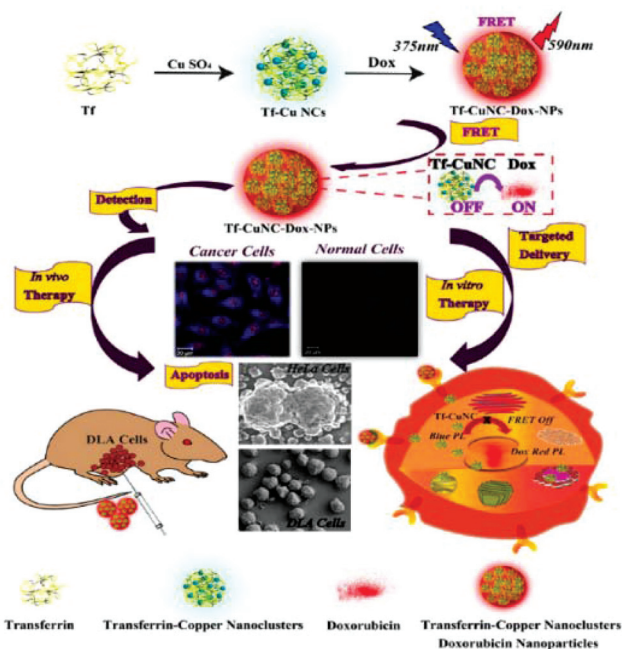 FRET
375nm
590nm
Cu SO₄
Dox
Tf
Tf-Cu NCs
Tf-CuNC-Dox-NPs
FRET
Tf-CuNC Dox
OFF ON
Detection
Tf-CuNC-Dox-NPs
Targeted
Delivery
Cancer Cells
Normal Cells
In vivo
Therapy
In vitro
Therapy
Apoptosis
HeLa Cells
DLA Cells
DLA Cells
Tf-CuNC
X
FRET Off
Blue PL
Dox Red PL
Transferrin
Transferrin-Copper Nanoclusters
Doxorubicin
Transferrin-Copper Nanoclusters
Doxorubicin Nanoparticles